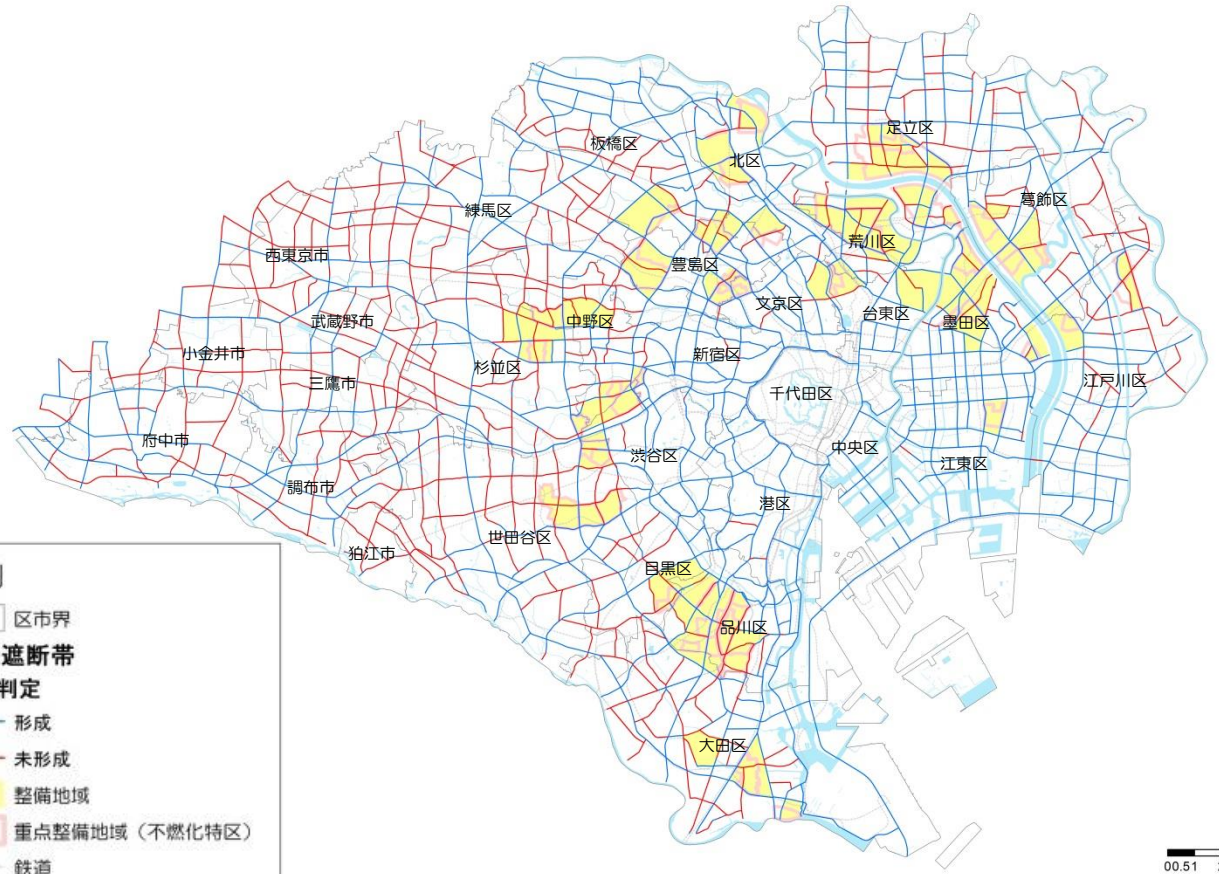 足立区
板橋区
北区
葛飾区
練馬区
荒川区
西東京市
豊島区
文京区
台東区
墨田区
武蔵野市
中野区
小金井市
新宿区
杉並区
三鷹市
江戸川区
千代田区
府中市
中央区
渋谷区
江東区
調布市
港区
世田谷区
狛江市
目黒区
品川区
大田区
区市界
遮断帯
判定
形成
未形成
整備地域
重点整備地域（不燃化特区）
鉄道
00.51